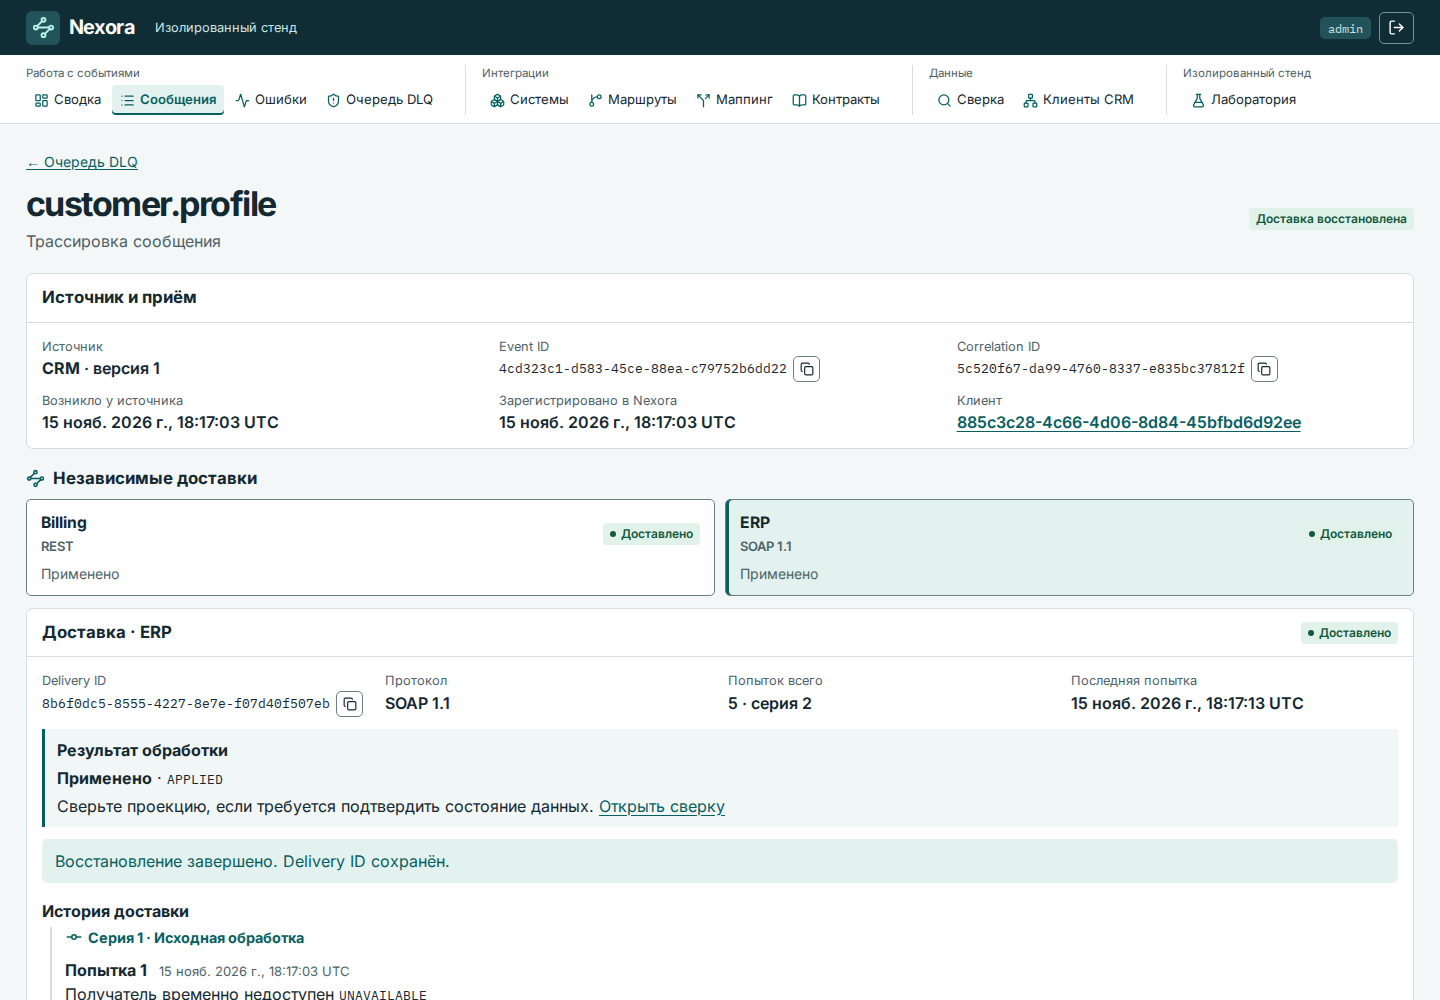 Nexora
Изолированный стенд
admin
Работа с событиями
Сводка
Сообщения
Ошибки
Очередь DLQ
Интеграции
Системы
Маршруты
Маппинг
Контракты
Данные
Сверка
Клиенты CRM
Изолированный стенд
Лаборатория
← Очередь DLQ
customer.profile
Трассировка сообщения
Доставка восстановлена
Источник и приём
Источник
CRM · версия 1
Event ID
4cd323c1-d583-45ce-88ea-c79752b6dd22
Correlation ID
5c520f67-da99-4760-8337-e835bc37812f
Возникло у источника
15 нояб. 2026 г., 18:17:03 UTC
Зарегистрировано в Nexora
15 нояб. 2026 г., 18:17:03 UTC
Клиент
885c3c28-4c66-4d06-8d84-45bfbd6d92ee
Независимые доставки
Billing
REST
Применено
Доставлено
ERP
SOAP 1.1
Применено
Доставлено
Доставка · ERP
Доставлено
Delivery ID
8b6f0dc5-8555-4227-8e7e-f07d40f507eb
Протокол
SOAP 1.1
Попыток всего
5 · серия 2
Последняя попытка
15 нояб. 2026 г., 18:17:13 UTC
Результат обработки
Применено · APPLIED
Сверьте проекцию, если требуется подтвердить состояние данных. Открыть сверку
Восстановление завершено. Delivery ID сохранён.
История доставки
Серия 1 · Исходная обработка
Попытка 1 15 нояб. 2026 г., 18:17:03 UTC
Получатель временно недоступен UNAVAILABLE